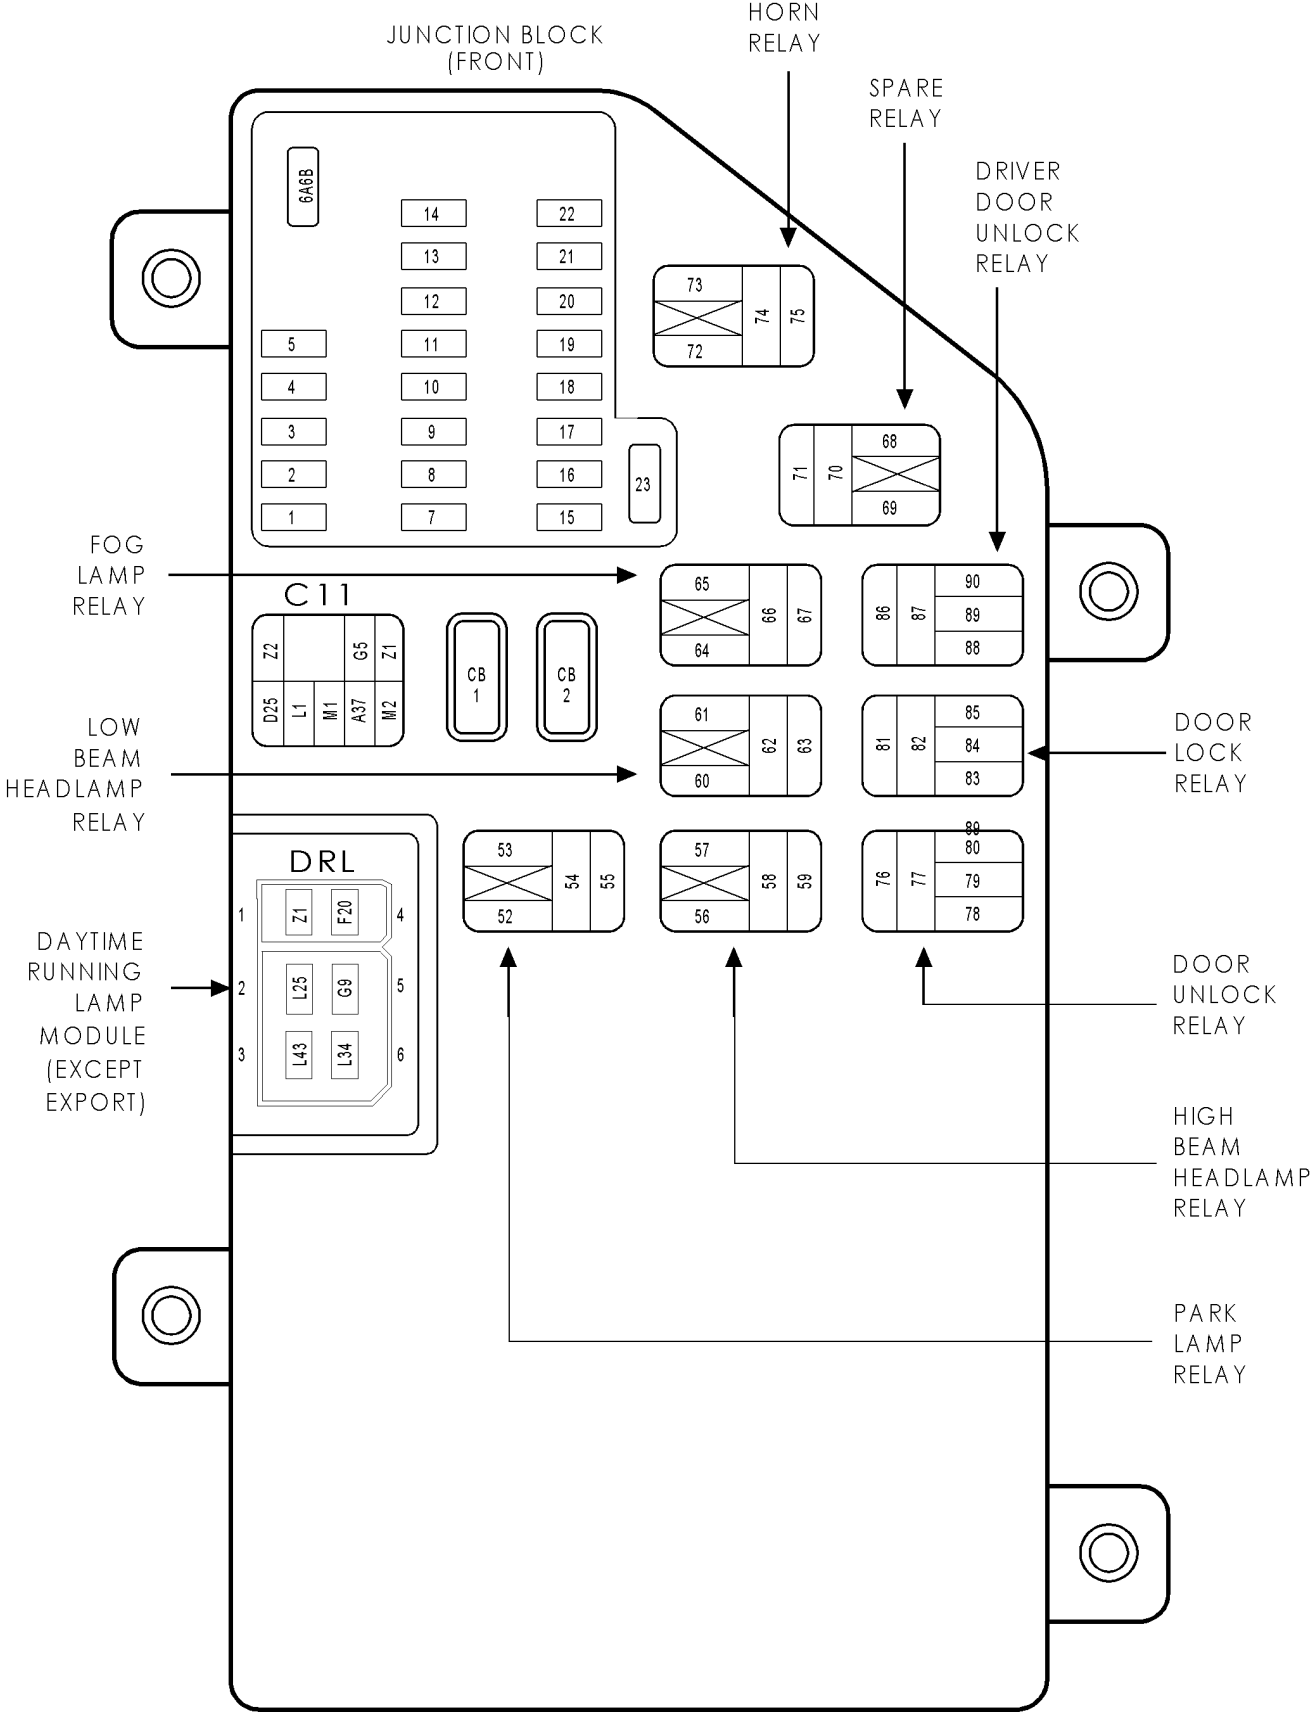 JUNCTION BLOCK
(FRONT)
HORN
RELAY
SPARE
RELAY
DRIVER
DOOR
UNLOCK
RELAY
6A6B
14
22
13
21
12
20
5
11
19
4
10
18
3
9
17
2
8
16
23
1
7
15
73
72
74
75
71
70
68
69
FOG
LAMP
RELAY
C11
Z2
G5
Z1
D25
L1
M1
A37
M2
CB
1
CB
2
65
64
66
67
86
87
90
89
88
LOW
BEAM
HEADLAMP
RELAY
61
60
62
63
81
82
85
84
83
DOOR
LOCK
RELAY
DRL
1
Z1
F20
4
2
L25
G9
5
3
L43
L34
6
DAYTIME
RUNNING
LAMP
MODULE
(EXCEPT
EXPORT)
53
52
54
55
57
56
58
59
76
77
89
80
79
78
DOOR
UNLOCK
RELAY
HIGH
BEAM
HEADLAMP
RELAY
PARK
LAMP
RELAY